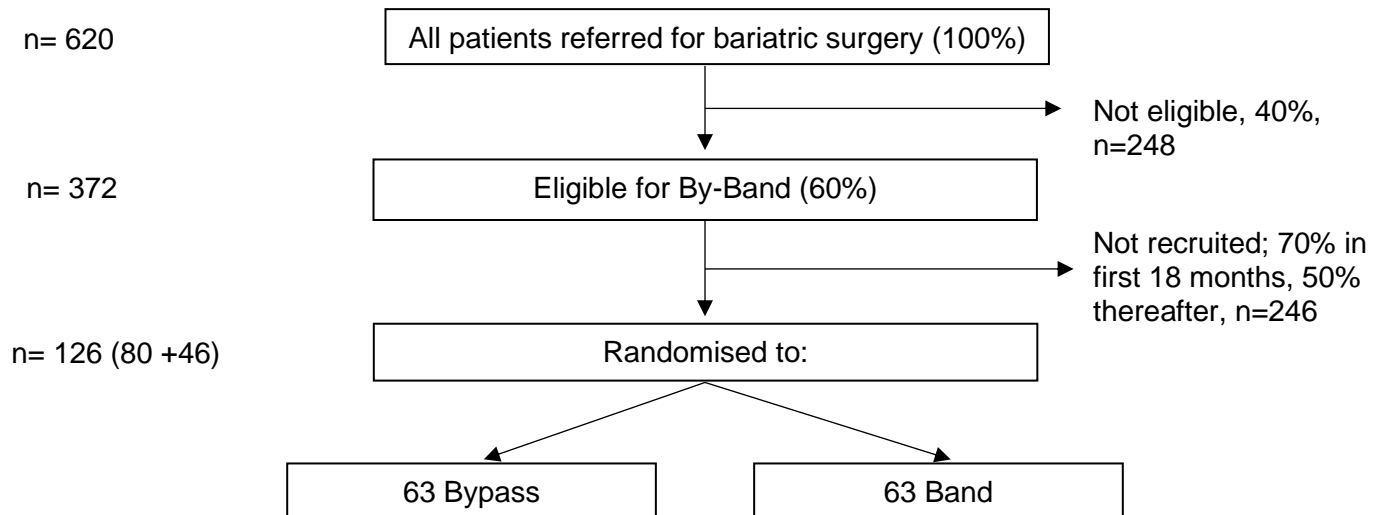 n= 620
All patients referred for bariatric surgery (100%)
Not eligible, 40%,
n=248
n= 372
Eligible for By-Band (60%)
Not recruited; 70% in
first 18 months, 50%
thereafter, n=246
n= 126 (80 +46)
Randomised to:
63 Bypass
63 Band